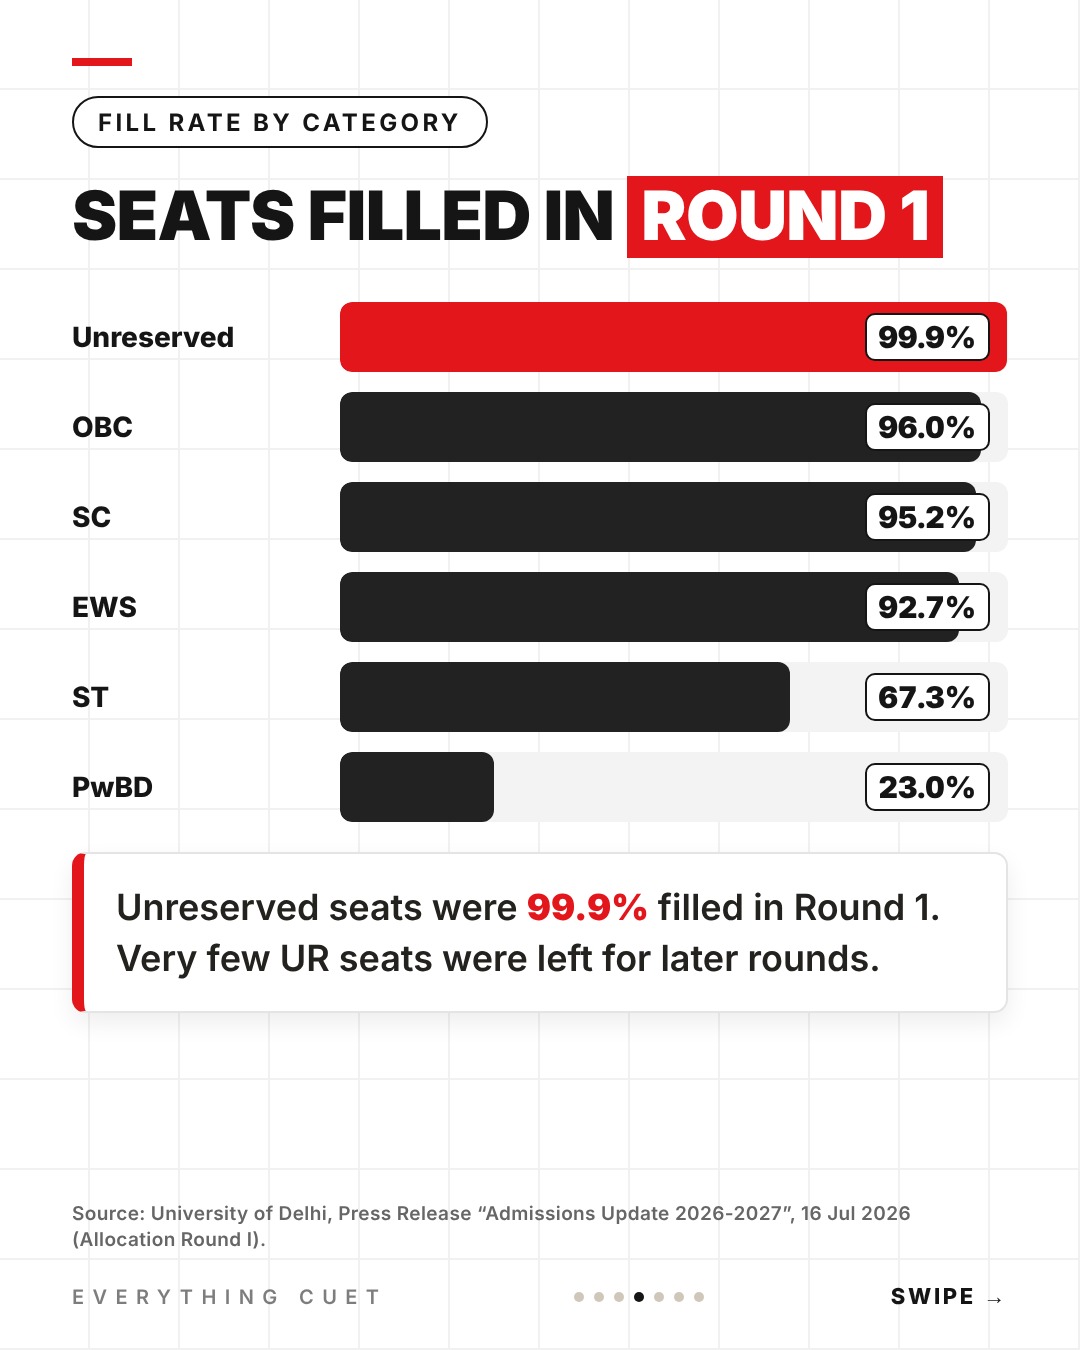 FILL RATE BY CATEGORY
SEATS FILLED IN ROUND 1
Unreserved 99.9%
OBC 96.0%
SC 95.2%
EWS 92.7%
ST 67.3%
PwBD 23.0%
Unreserved seats were 99.9% filled in Round 1.
Very few UR seats were left for later rounds.
Source: University of Delhi, Press Release “Admissions Update 2026-2027”, 16 Jul 2026
(Allocation Round I).
EVERYTHING CUET SWIPE →